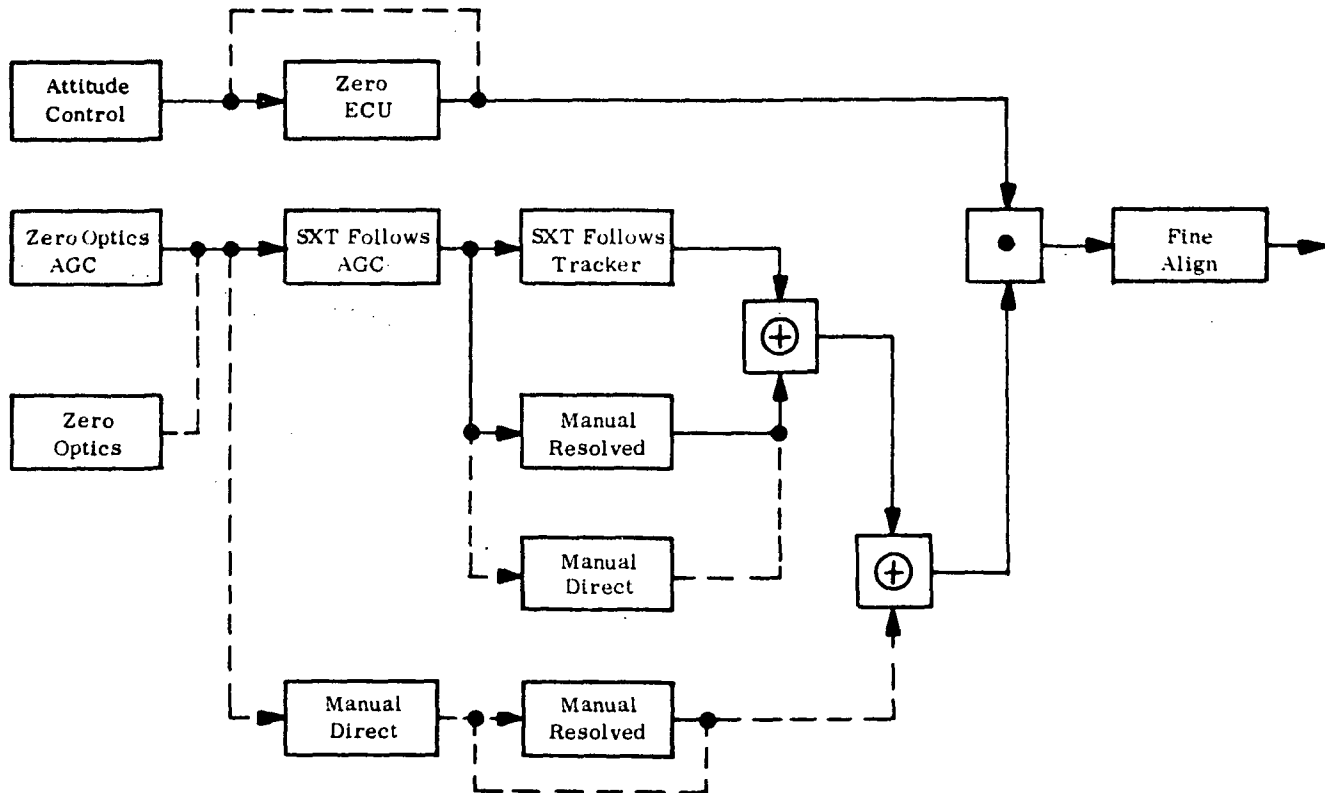 Attitude
Control
Zero
ECU
Zero Optics
AGC
SXT Follows
AGC
SXT Follows
Tracker
Fine
Align
Zero
Optics
Manual
Resolved
Manual
Direct
Manual
Direct
Manual
Resolved